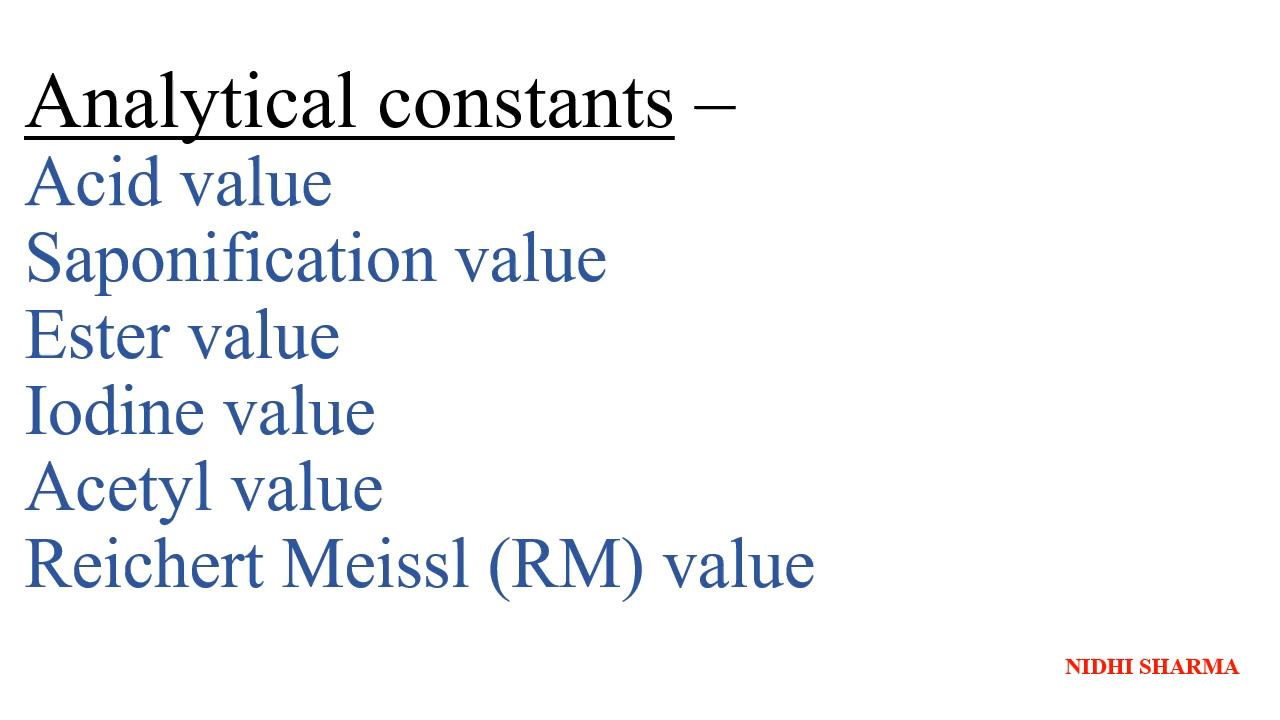 Analytical constants –
Acid value
Saponification value
Ester value
Iodine value
Acetyl value
Reichert Meissl (RM) value
NIDHI SHARMA